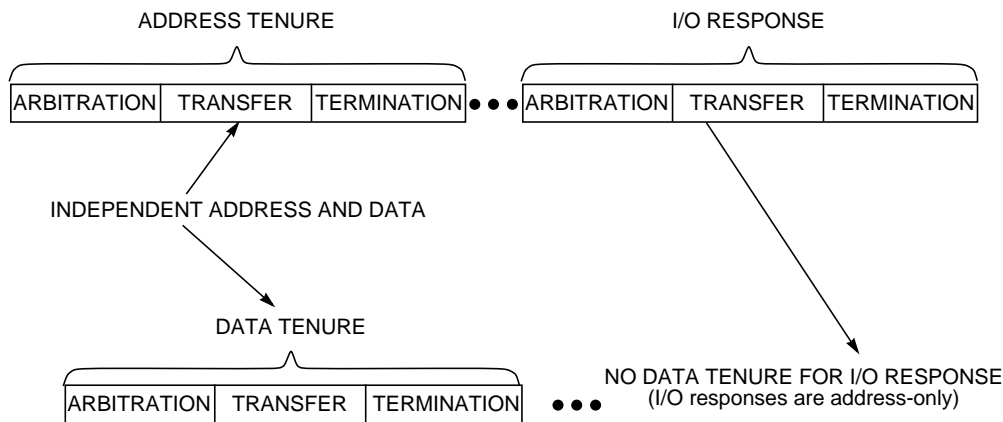 ADDRESS TENURE
I/O RESPONSE
ARBITRATION TRANSFER TERMINATION ARBITRATION TRANSFER TERMINATION
INDEPENDENT ADDRESS AND DATA
DATA TENURE
NO DATA TENURE FOR I/O RESPONSE
(I/O responses are address-only)
ARBITRATION TRANSFER TERMINATION